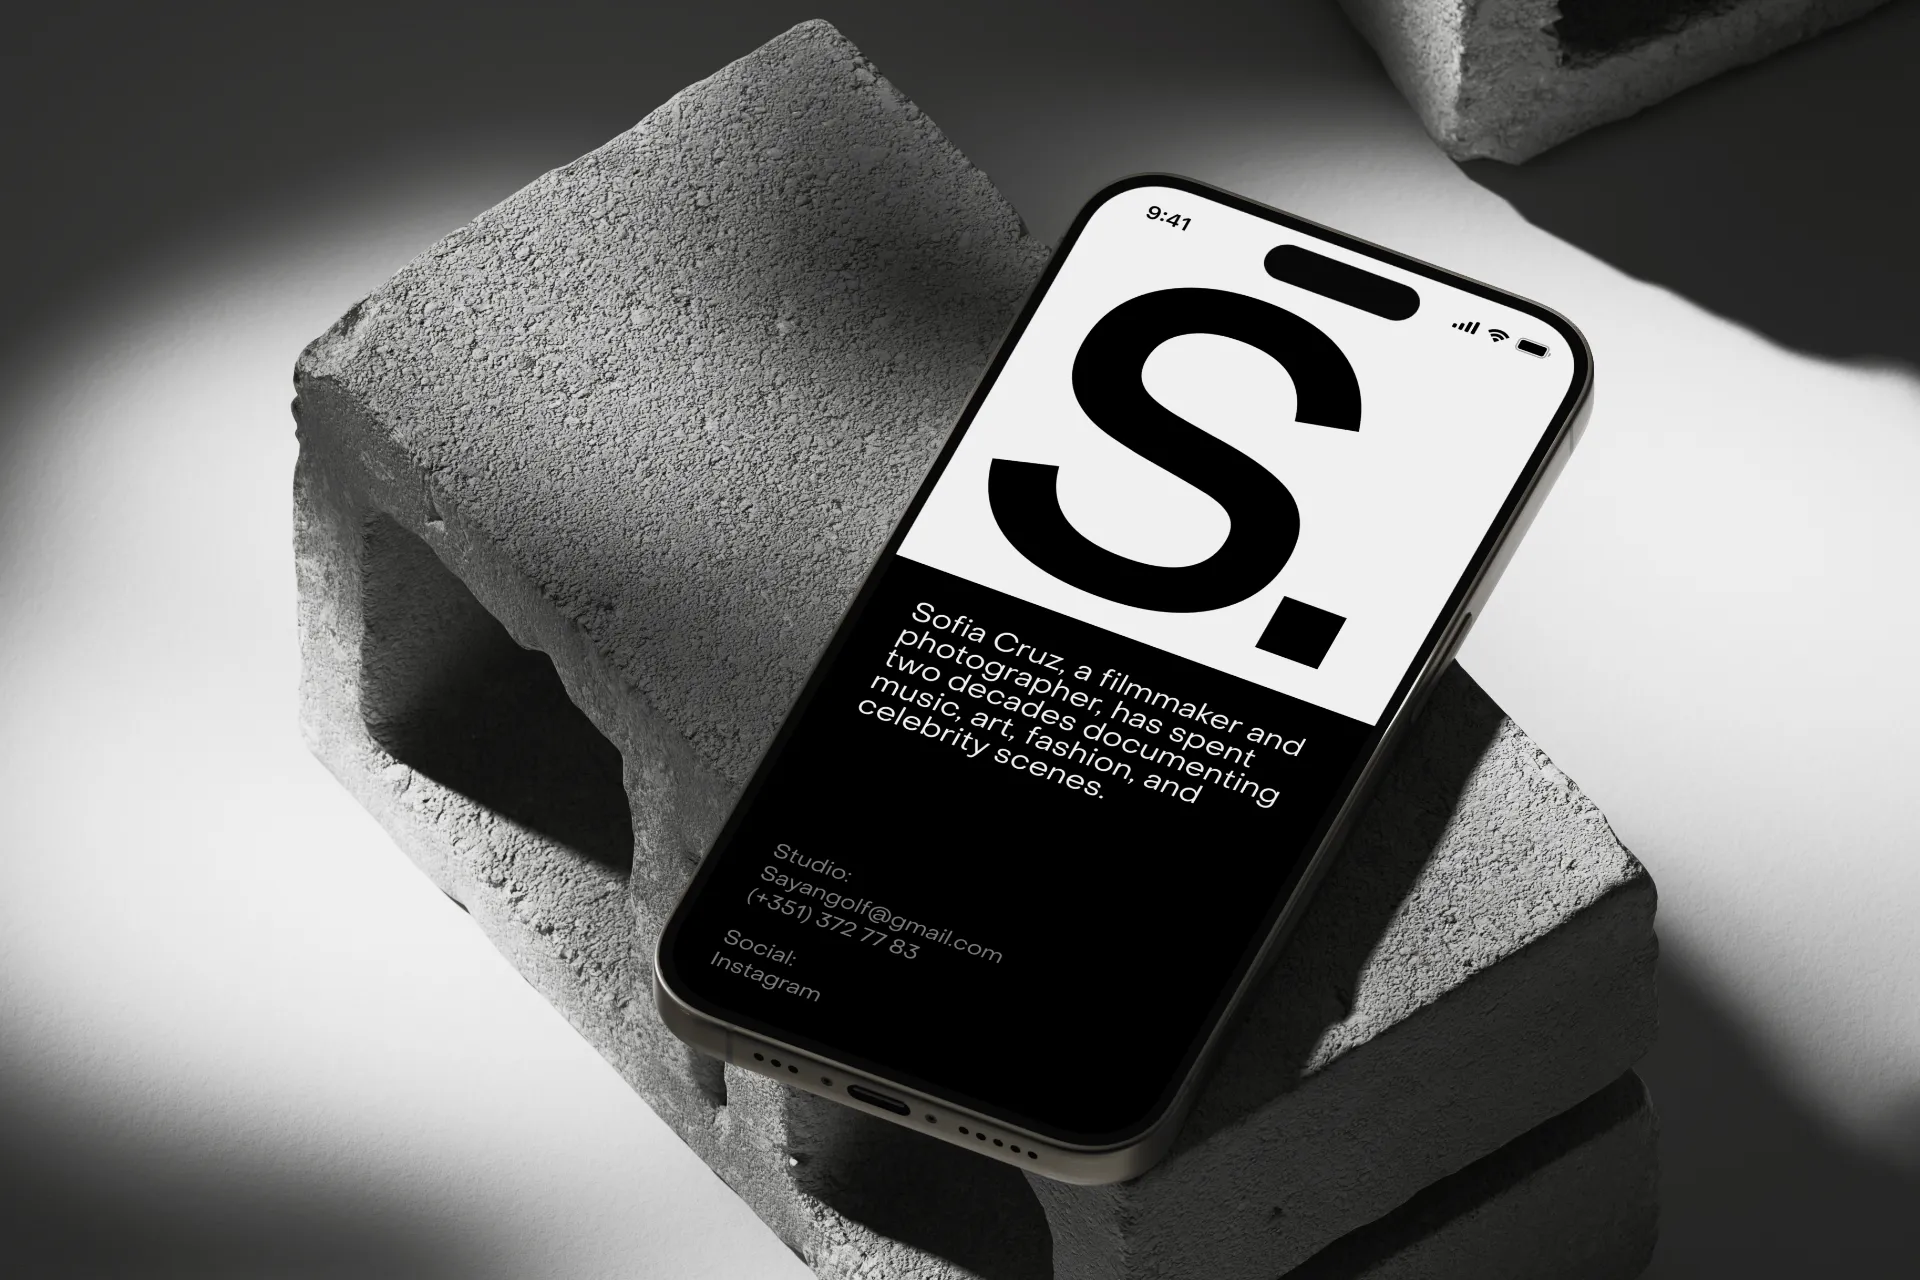 9:41
S.
Sofia Cruz, a filmmaker and
photographer, has spent
two decades documenting
music, art, fashion, and
celebrity scenes.
Studio:
Sayangolf@gmail.com
(+351) 372 77 83
Social:
Instagram